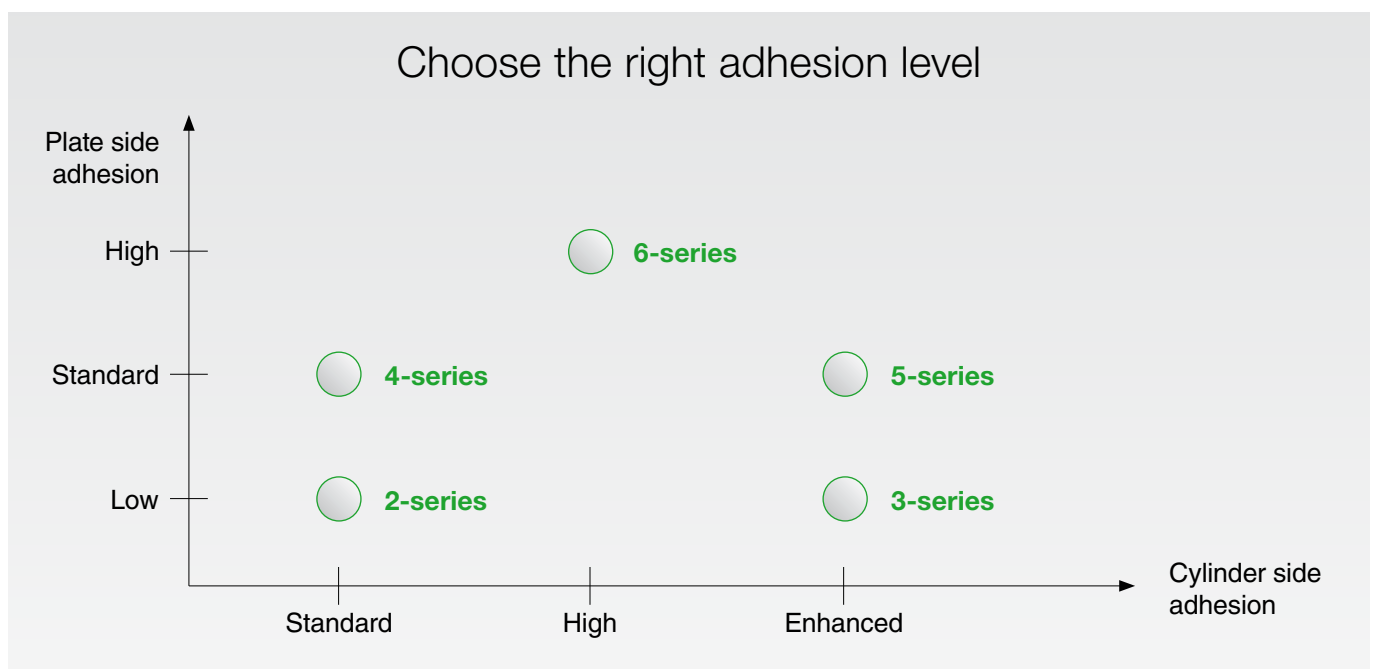 Choose the right adhesion level
Plate side
adhesion
High
6-series
Standard
4-series
5-series
Low
2-series
3-series
Cylinder side
adhesion
Standard
High
Enhanced